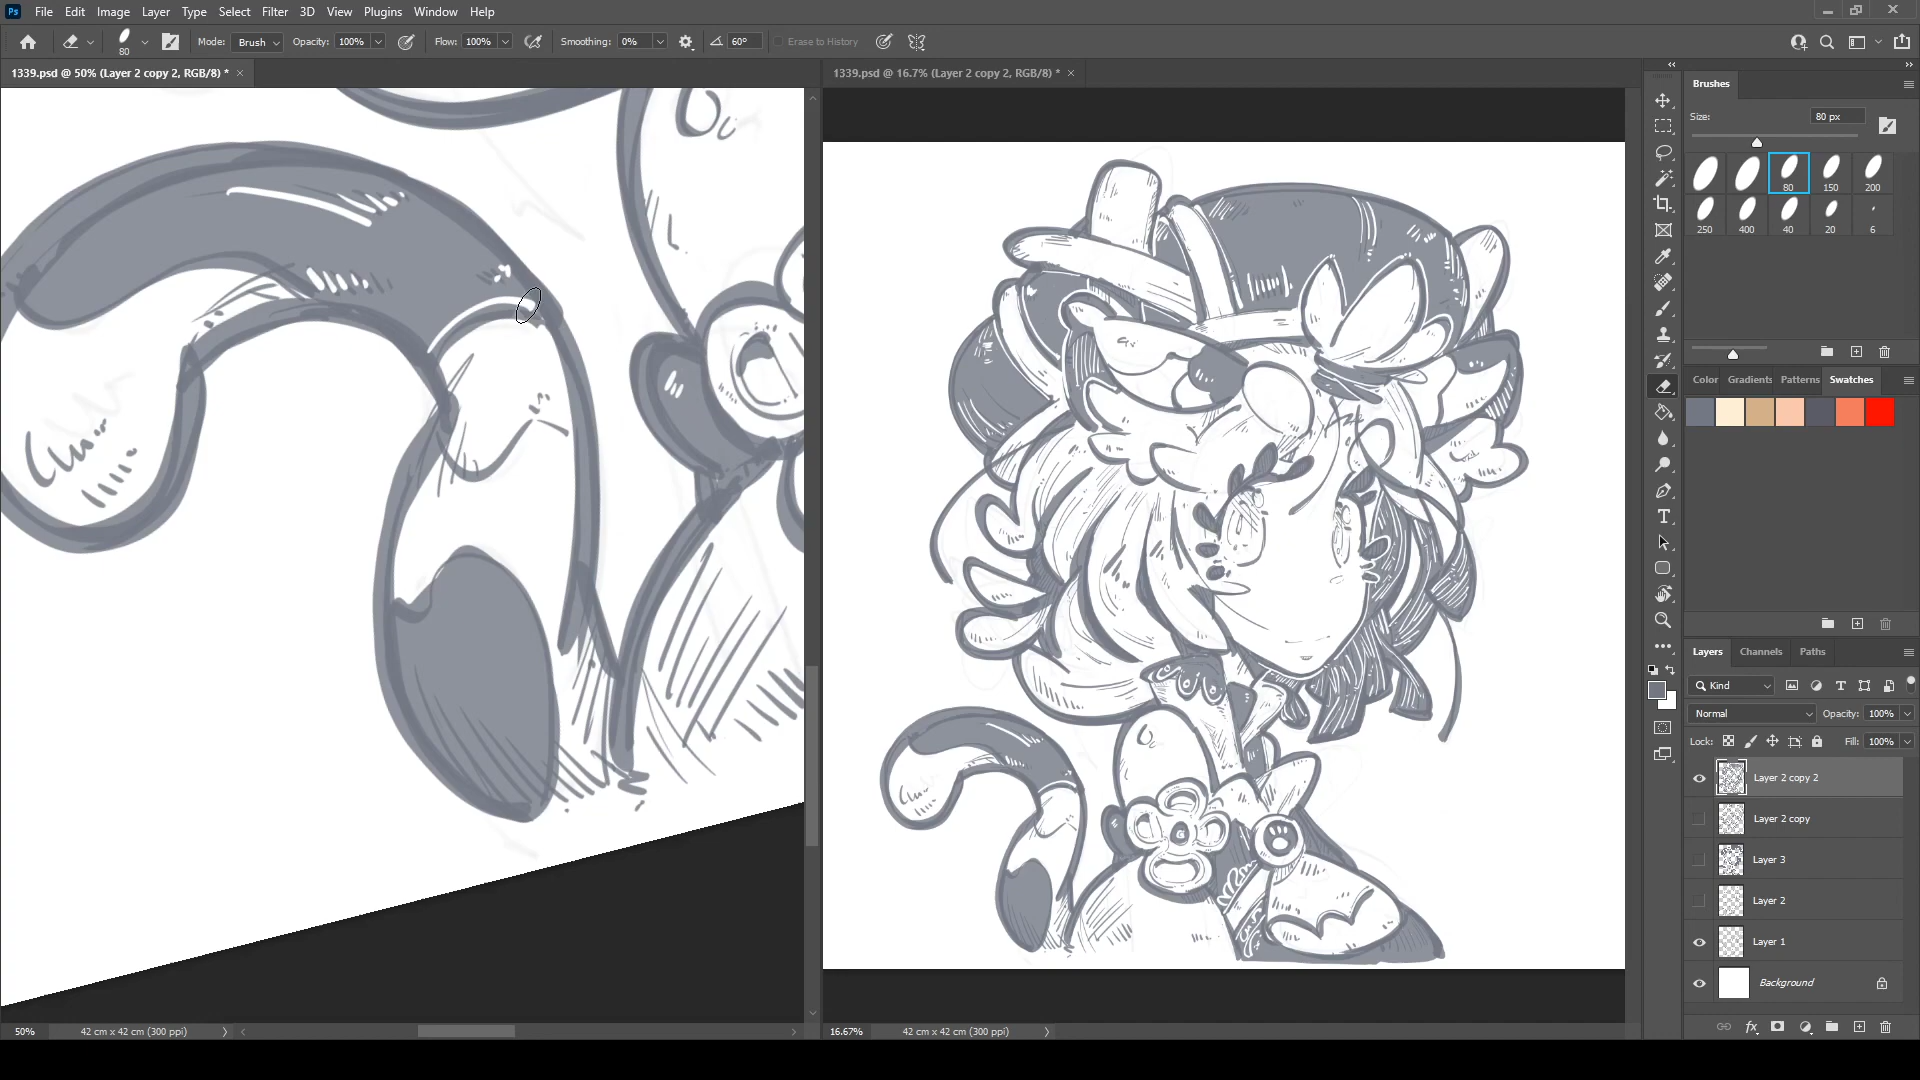 Ps File Edit Image Layer Type Select Filter 3D View Plugins Window Help
80 Mode: Brush Opacity: 100% Flow: 100% Smoothing: 0% 60° Erase to History
1339.psd @ 50% (Layer 2 copy 2, RGB/8) * ×
1339.psd @ 16.7% (Layer 2 copy 2, RGB/8) * ×
Brushes
Size: 80 px
80 150 200
250 400 40 20 6
Color Gradients Patterns Swatches
Layers Channels Paths
Kind
Normal Opacity: 100%
Lock: Fill: 100%
Layer 2 copy 2
Layer 2 copy
Layer 3
Layer 2
Layer 1
Background
fx
G
50% 42 cm x 42 cm (300 ppi)
16.67% 42 cm x 42 cm (300 ppi)